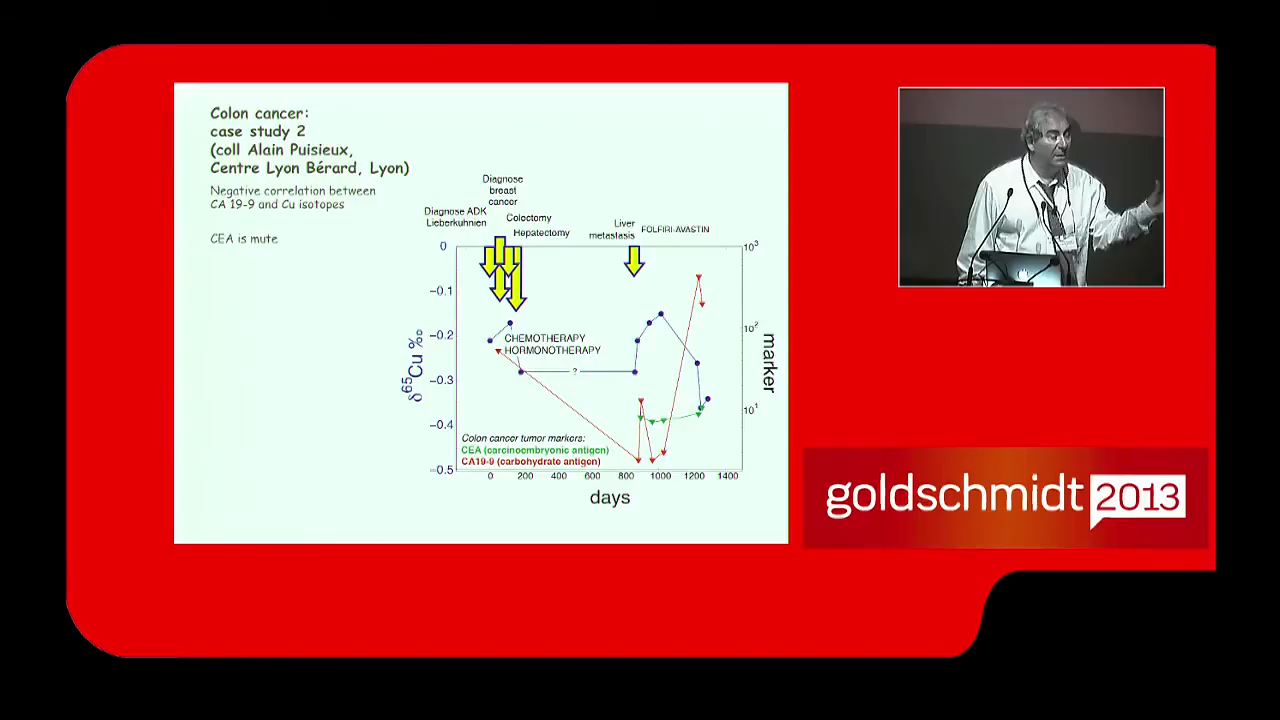 Colon cancer:
case study 2
(coll Alain Puisieux,
Centre Lyon Bérard, Lyon)
Negative correlation between
CA 19-9 and Cu isotopes
CEA is mute
Diagnose
breast
cancor
Diagnose ADK
Lieberkuhnien
Coloctomy
Hopatectomy
Liver
metastasis
FOLFIRI-AVASTIN
0
−0.1
−0.2
−0.3
−0.4
−0.5
δ65Cu ‰
CHEMOTHERAPY
HORMONOTHERAPY
?
Colon cancer tumor markers:
CEA (carcinoembryonic antigen)
CA19-9 (carbohydrate antigen)
10³
10²
10¹
marker
0 200 400 600 800 1000 1200 1400
days
goldschmidt 2013